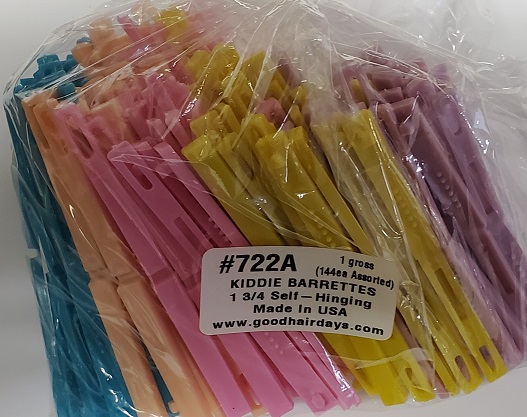 #722A
1 gross
(144ea Assorted)
KIDDIE BARRETTES
1 3/4 Self-Hinging
Made In USA
www.goodhairdays.com